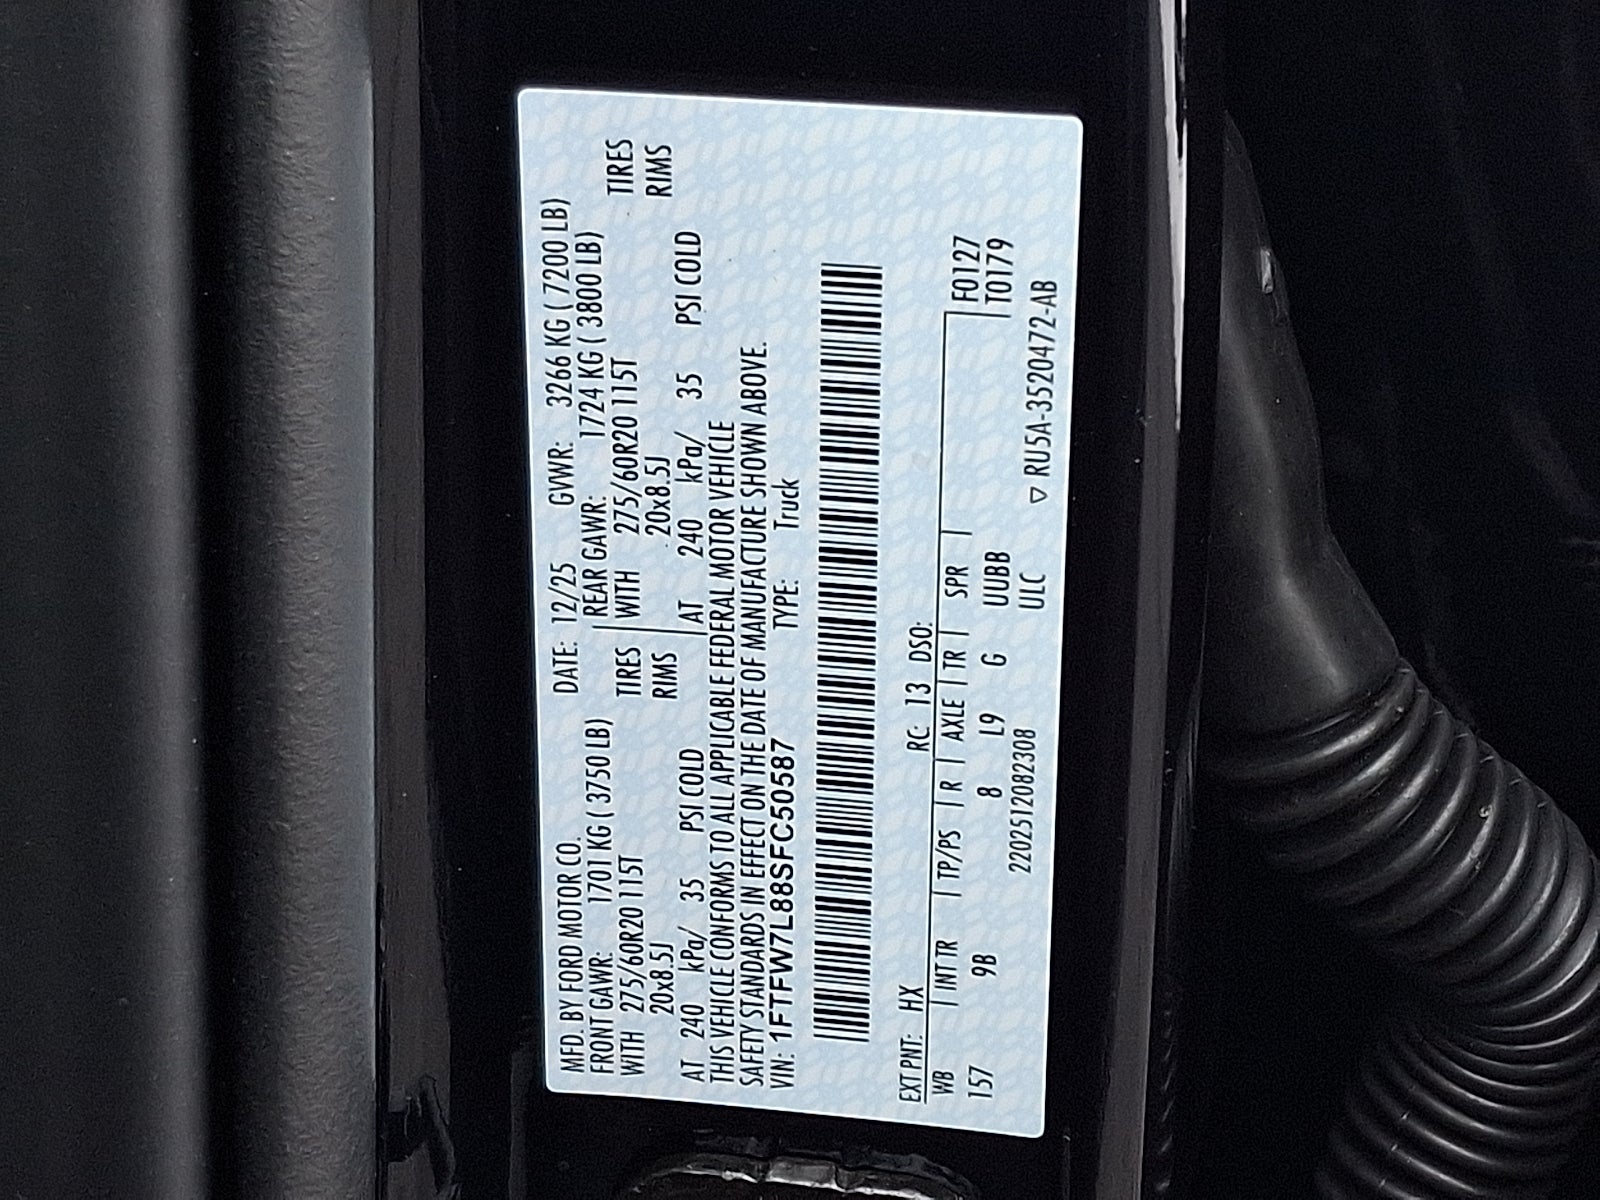 MFD. BY FORD MOTOR CO. DATE: 12/25 GVWR: 3266 KG ( 7200 LB)
FRONT GAWR: 1701 KG ( 3750 LB) REAR GAWR: 1724 KG ( 3800 LB)
WITH 275/60R20 115T TIRES WITH 275/60R20 115T TIRES
20x8.5J RIMS 20x8.5J RIMS
AT 240 kPa/ 35 PSI COLD AT 240 kPa/ 35 PSI COLD
THIS VEHICLE CONFORMS TO ALL APPLICABLE FEDERAL MOTOR VEHICLE
SAFETY STANDARDS IN EFFECT ON THE DATE OF MANUFACTURE SHOWN ABOVE.
VIN: 1FTFW7L88SFC50587 TYPE: Truck
EXT PNT: HX RC: 13 DSO:
WB | INT TR | TP/PS | R | AXLE | TR | SPR | F0127
157 9B 8 L9 G UUBB T0179
2202512082308 ULC ▽ RU5A-3520472-AB